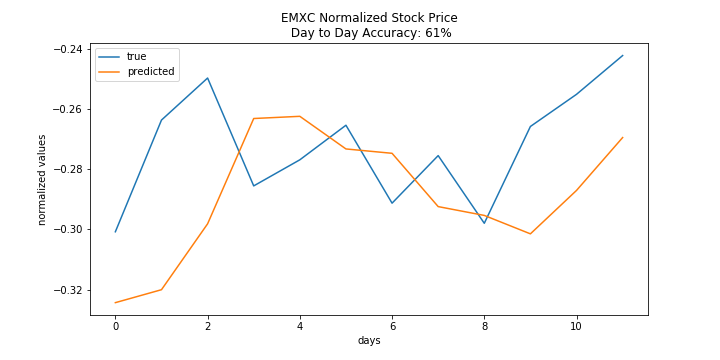 EMXC Normalized Stock Price
Day to Day Accuracy: 61%
true
predicted
−0.24
−0.26
−0.28
−0.30
−0.32
normalized values
0
2
4
6
8
10
days